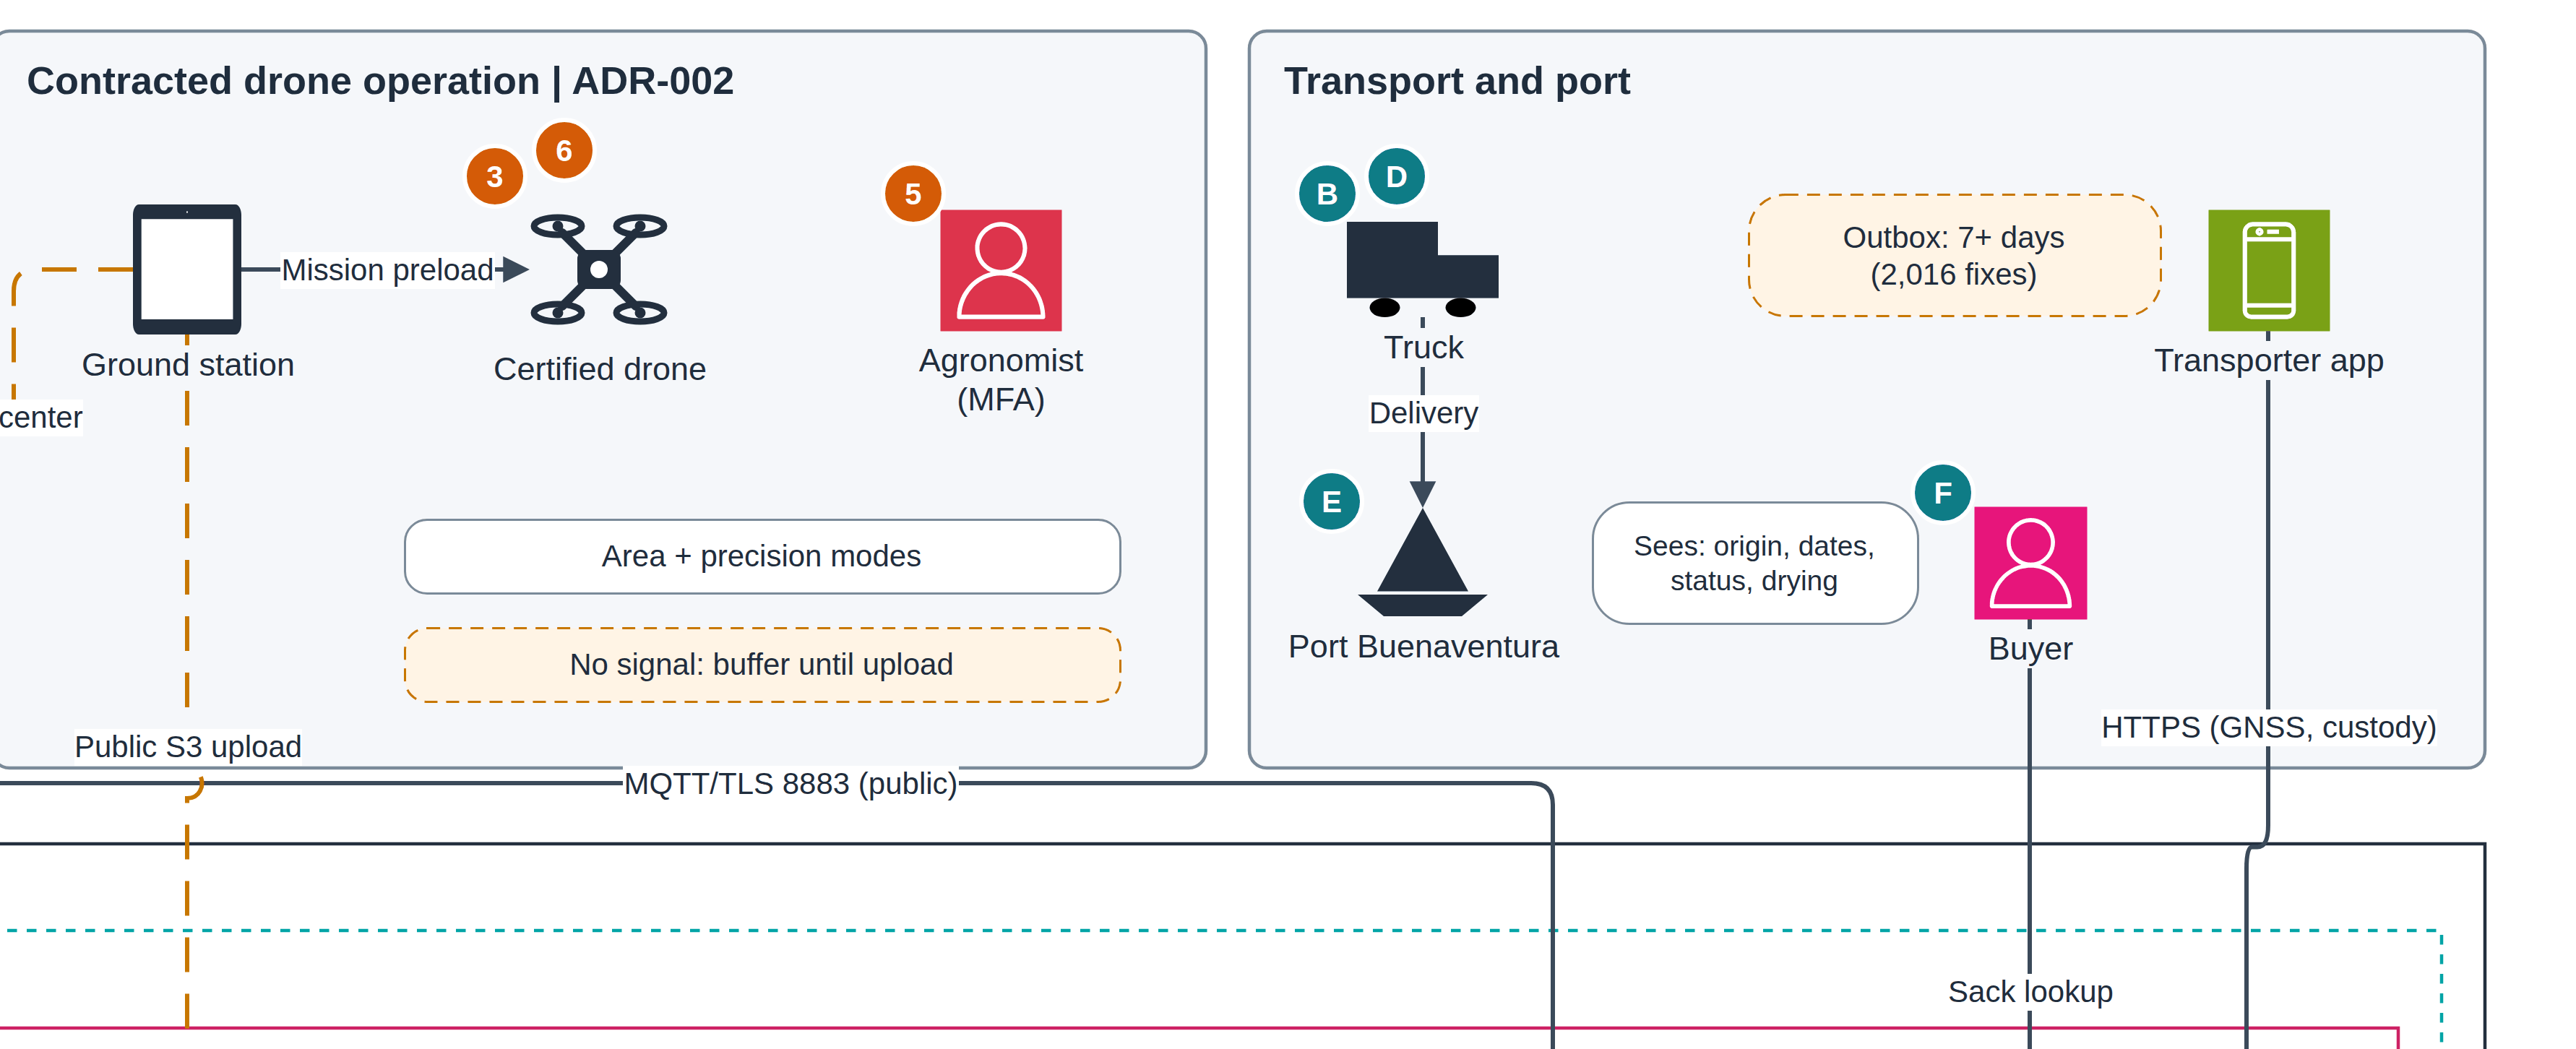 Contracted drone operation | ADR-002
3
6
5
Mission preload
Ground station
Certified drone
Agronomist
(MFA)
center
Area + precision modes
No signal: buffer until upload
Public S3 upload
MQTT/TLS 8883 (public)
Transport and port
B
D
Outbox: 7+ days
(2,016 fixes)
Truck
Transporter app
Delivery
E
F
Sees: origin, dates,
status, drying
Port Buenaventura
Buyer
HTTPS (GNSS, custody)
Sack lookup